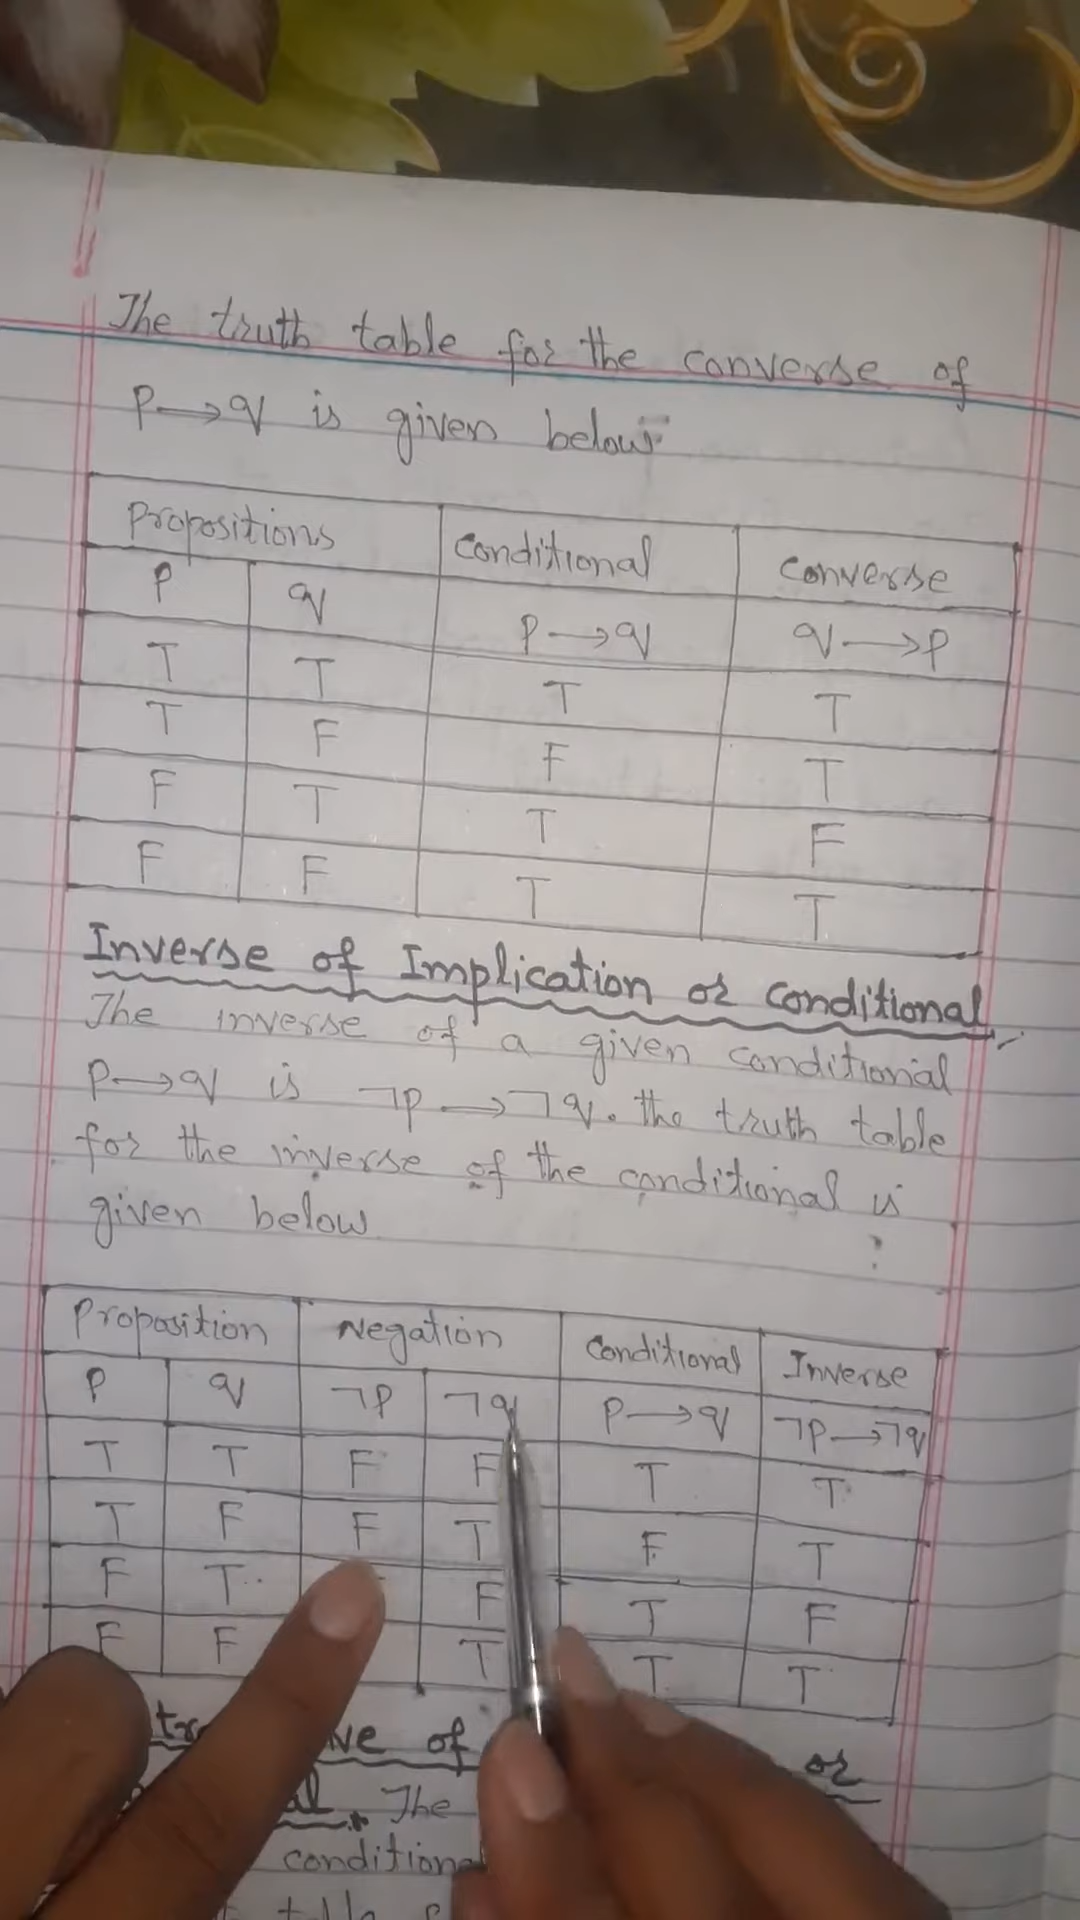 The truth table for the converse of
P→q is given below
Propositions Conditional Converse
P q P→q q→P
T T T T
T F F T
F T T F
F F T T
Inverse of Implication or conditional
The inverse of a given conditional
P→q is ¬P→¬q. the truth table
for the inverse of the conditional is
given below :
Proposition Negation Conditional Inverse
P q ¬P ¬q P→q ¬P→¬q
T T F F T T
T F F T F T
F T F T F
F F T T T
of or
The
table